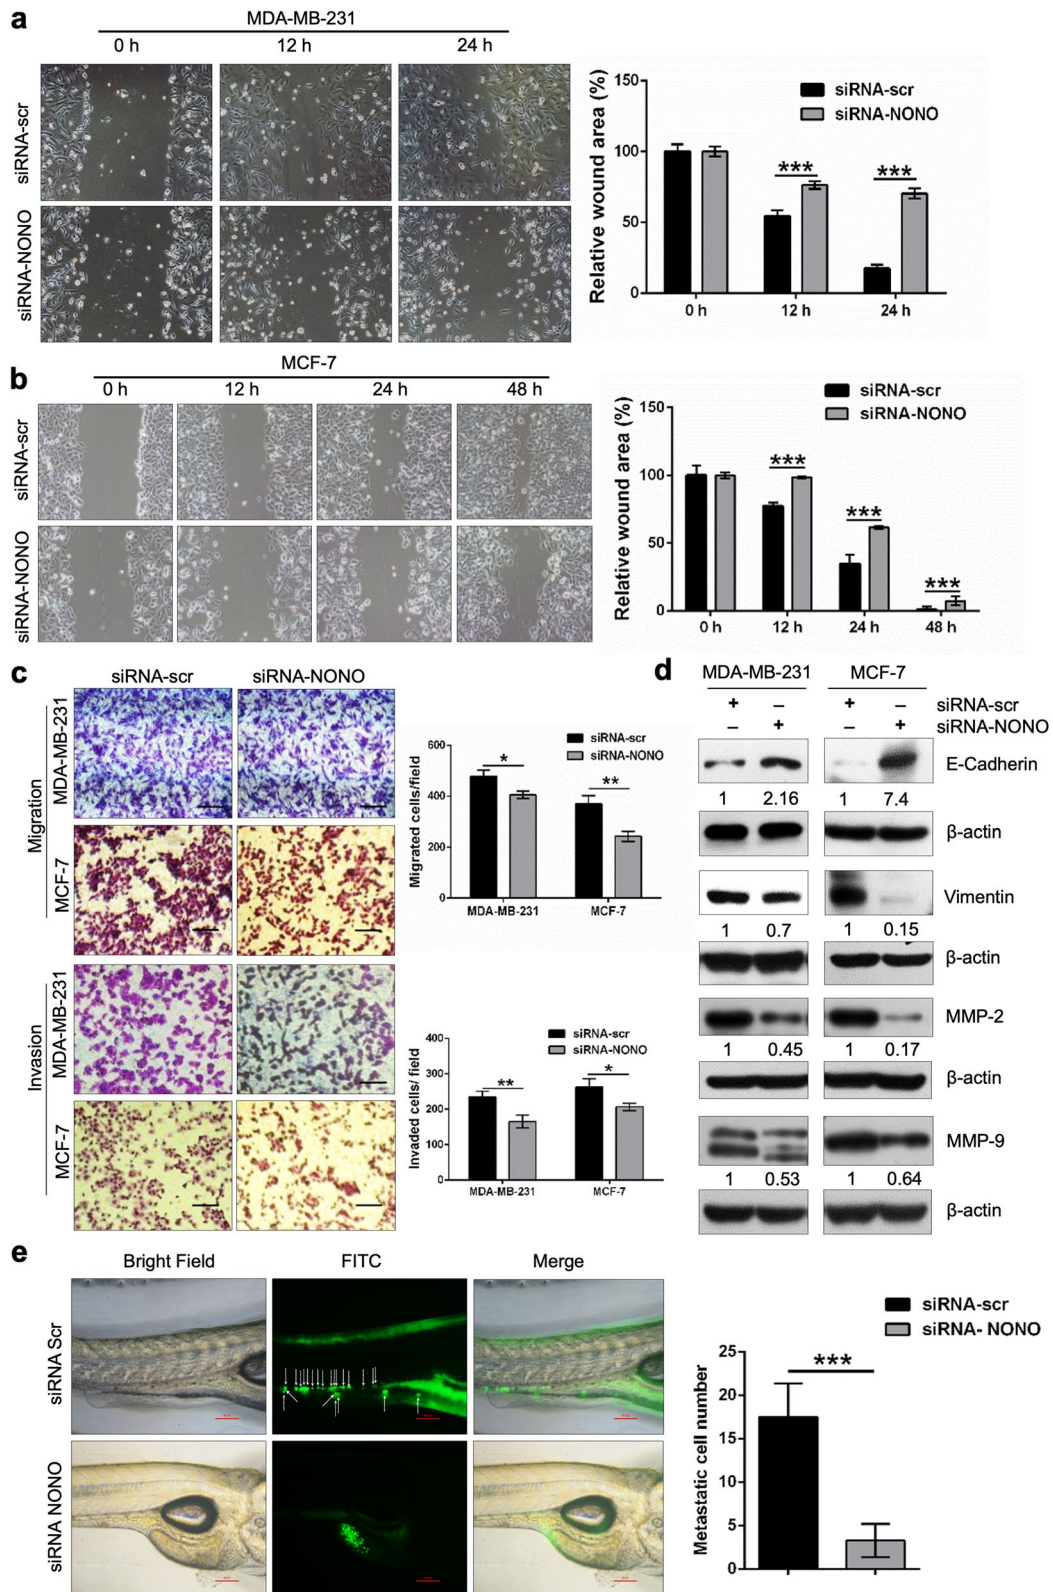 a
MDA-MB-231
0 h 12 h 24 h
siRNA-scr
siRNA-NONO
Relative wound area (%)
150
100
50
0
siRNA-scr
siRNA-NONO
*** ***
0 h 12 h 24 h
b
MCF-7
0 h 12 h 24 h 48 h
siRNA-scr
siRNA-NONO
Relative wound area (%)
150
100
50
0
siRNA-scr
siRNA-NONO
*** *** ***
0 h 12 h 24 h 48 h
c
siRNA-scr siRNA-NONO
Migration
MDA-MB-231
MCF-7
Invasion
MDA-MB-231
MCF-7
Migrated cells/field
600
400
200
0
siRNA-scr
siRNA-NONO
* **
MDA-MB-231 MCF-7
Invaded cells/ field
400
300
200
100
0
siRNA-scr
siRNA-NONO
** *
MDA-MB-231 MCF-7
d
MDA-MB-231 MCF-7
+ – + – siRNA-scr
– + – + siRNA-NONO
E-Cadherin
1 2.16 1 7.4
β-actin
Vimentin
1 0.7 1 0.15
β-actin
MMP-2
1 0.45 1 0.17
β-actin
MMP-9
1 0.53 1 0.64
β-actin
e
Bright Field FITC Merge
siRNA Scr
siRNA NONO
Metastatic cell number
25
20
15
10
5
0
siRNA-scr
siRNA- NONO
***